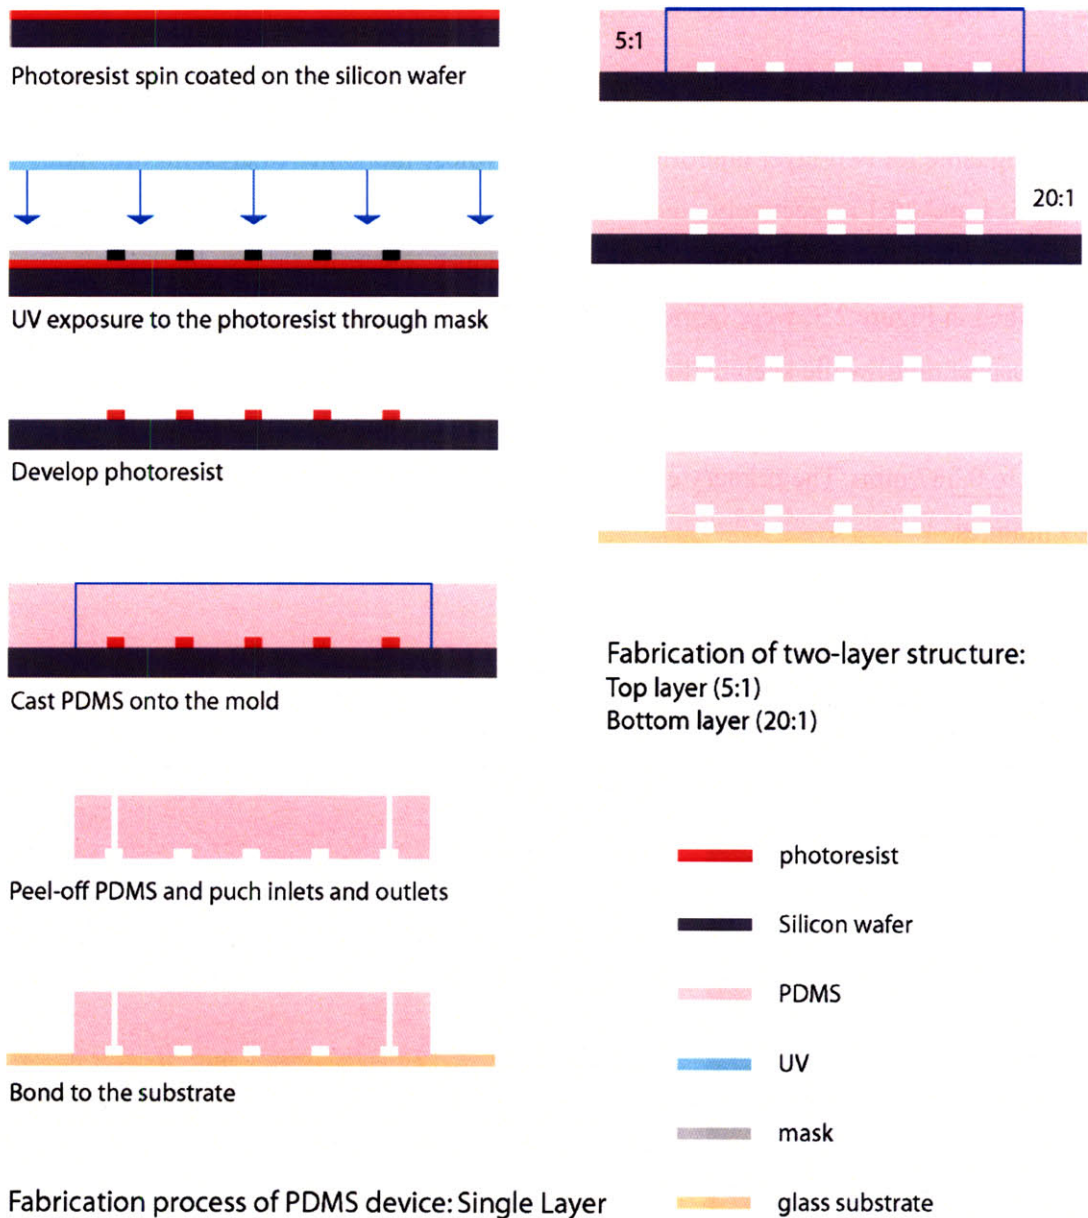 Photoresist spin coated on the silicon wafer
UV exposure to the photoresist through mask
Develop photoresist
Cast PDMS onto the mold
Peel-off PDMS and puch inlets and outlets
Bond to the substrate
Fabrication process of PDMS device: Single Layer
5:1
20:1
Fabrication of two-layer structure:
Top layer (5:1)
Bottom layer (20:1)
photoresist
Silicon wafer
PDMS
UV
mask
glass substrate